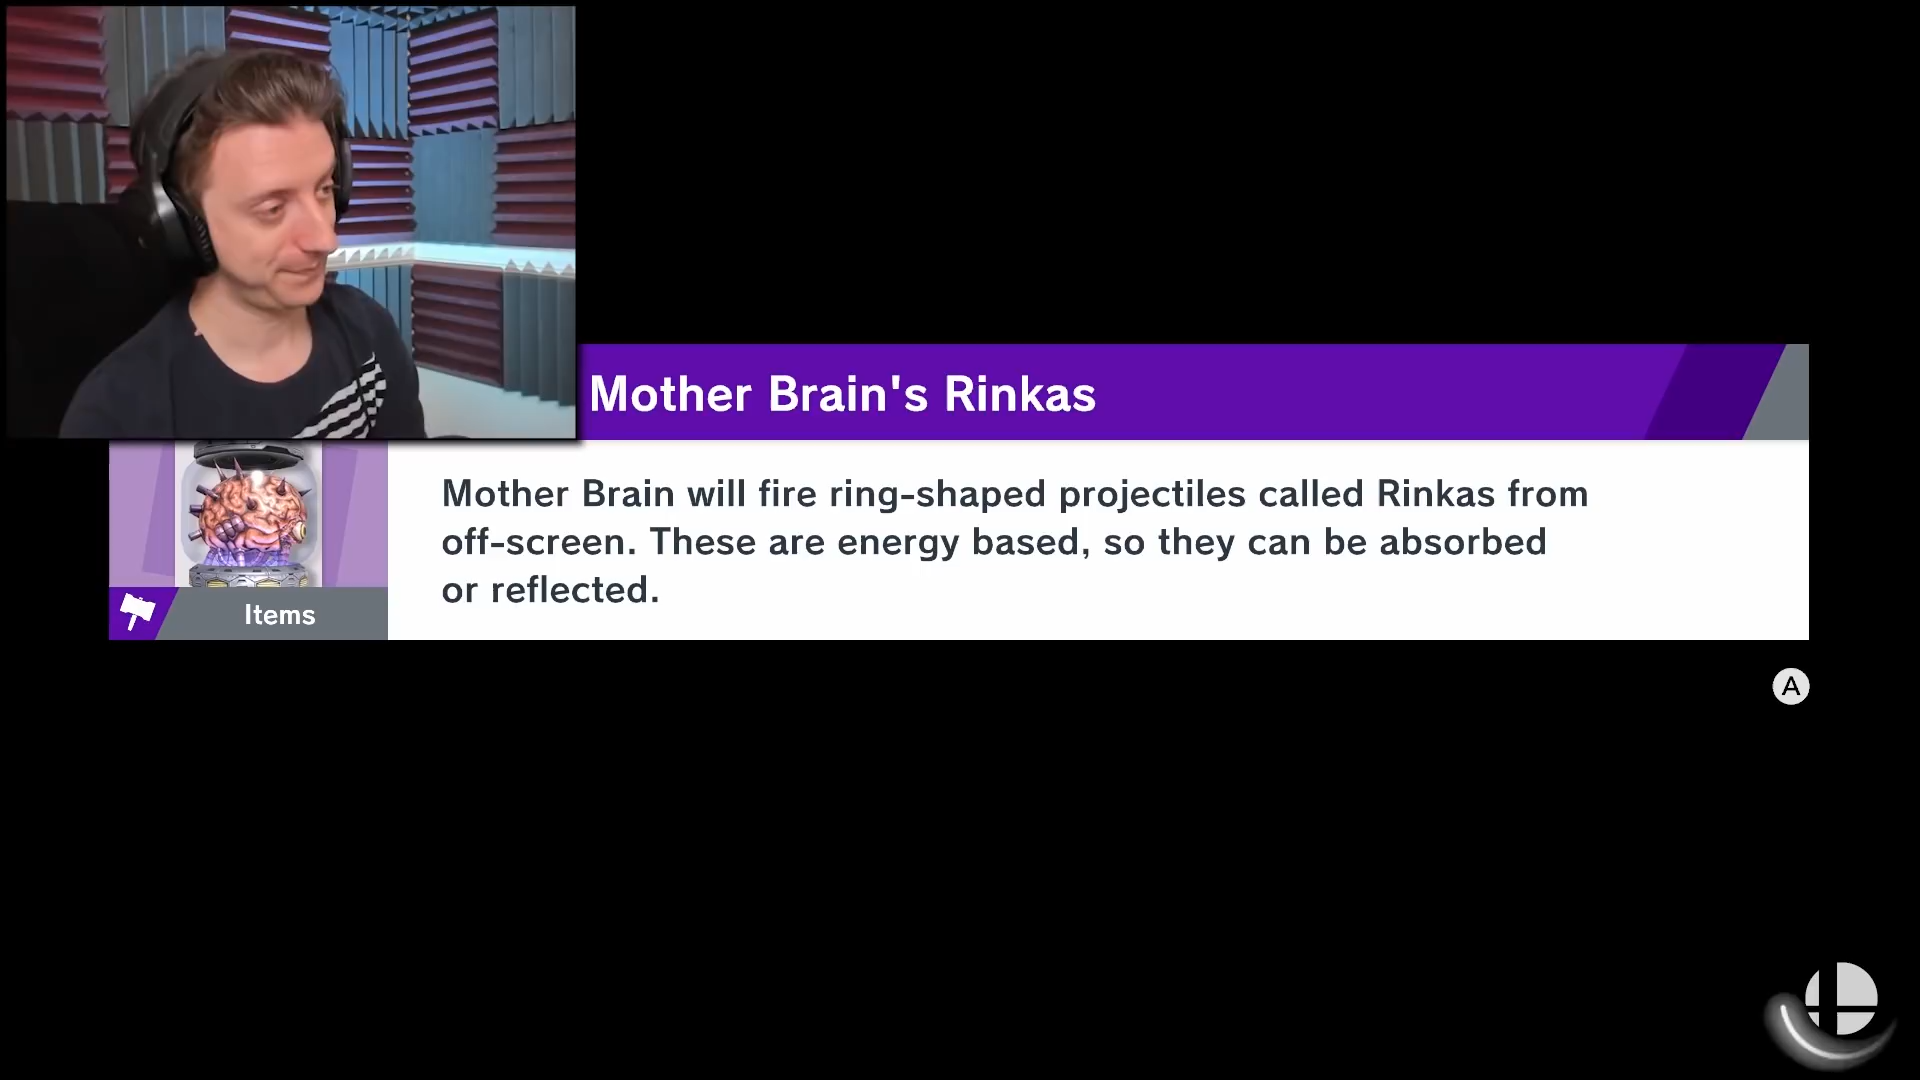 Mother Brain's Rinkas
Mother Brain will fire ring-shaped projectiles called Rinkas from
off-screen. These are energy based, so they can be absorbed
or reflected.
Items
A